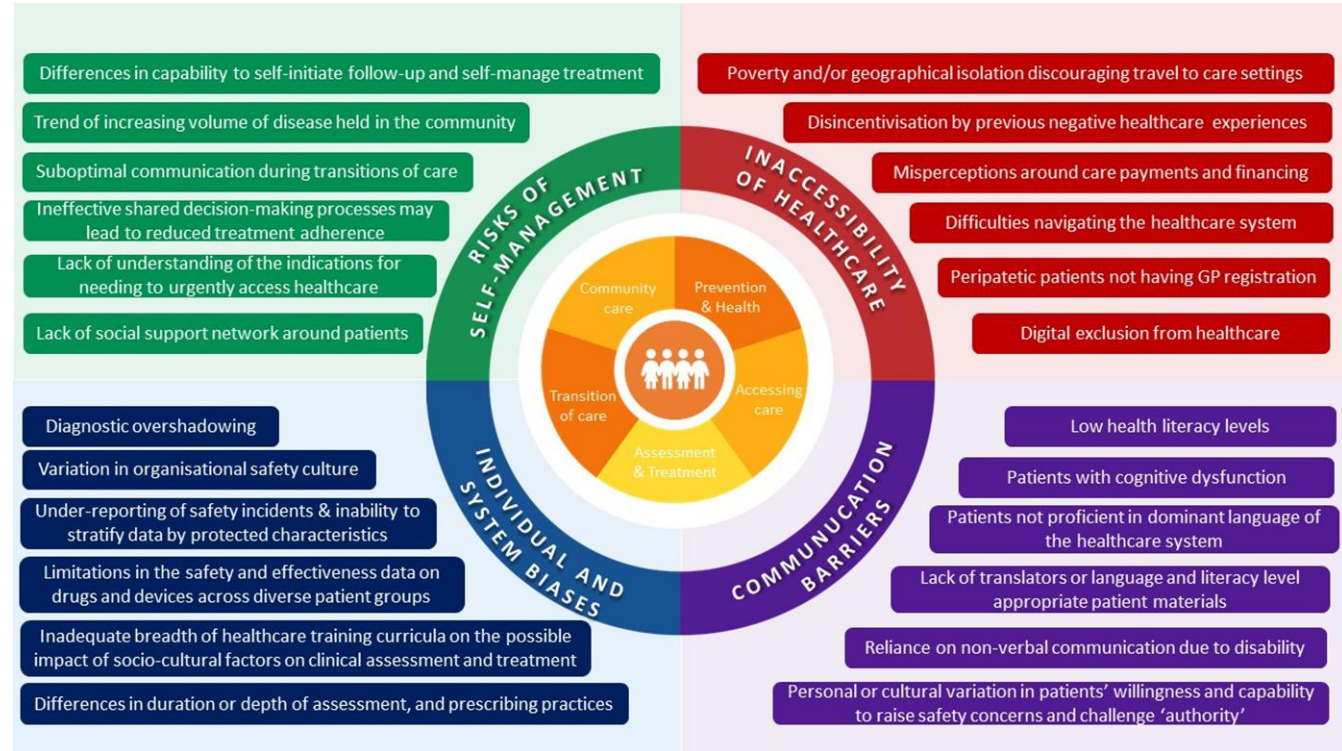 Differences in capability to self-initiate follow-up and self-manage treatment
Trend of increasing volume of disease held in the community
Suboptimal communication during transitions of care
Ineffective shared decision-making processes may
lead to reduced treatment adherence
Lack of understanding of the indications for
needing to urgently access healthcare
Lack of social support network around patients
Poverty and/or geographical isolation discouraging travel to care settings
Disincentivisation by previous negative healthcare experiences
Misperceptions around care payments and financing
Difficulties navigating the healthcare system
Peripatetic patients not having GP registration
Digital exclusion from healthcare
RISKS OF
SELF-MANAGEMENT
INACCESSIBILITY
OF HEALTHCARE
Community
care
Prevention
& Health
Transition
of care
Accessing
care
Assessment
& Treatment
INDIVIDUAL AND
SYSTEM BIASES
COMMUNUCATION
BARRIERS
Diagnostic overshadowing
Variation in organisational safety culture
Under-reporting of safety incidents & inability to
stratify data by protected characteristics
Limitations in the safety and effectiveness data on
drugs and devices across diverse patient groups
Inadequate breadth of healthcare training curricula on the possible
impact of socio-cultural factors on clinical assessment and treatment
Differences in duration or depth of assessment, and prescribing practices
Low health literacy levels
Patients with cognitive dysfunction
Patients not proficient in dominant language of
the healthcare system
Lack of translators or language and literacy level
appropriate patient materials
Reliance on non-verbal communication due to disability
Personal or cultural variation in patients' willingness and capability
to raise safety concerns and challenge 'authority'